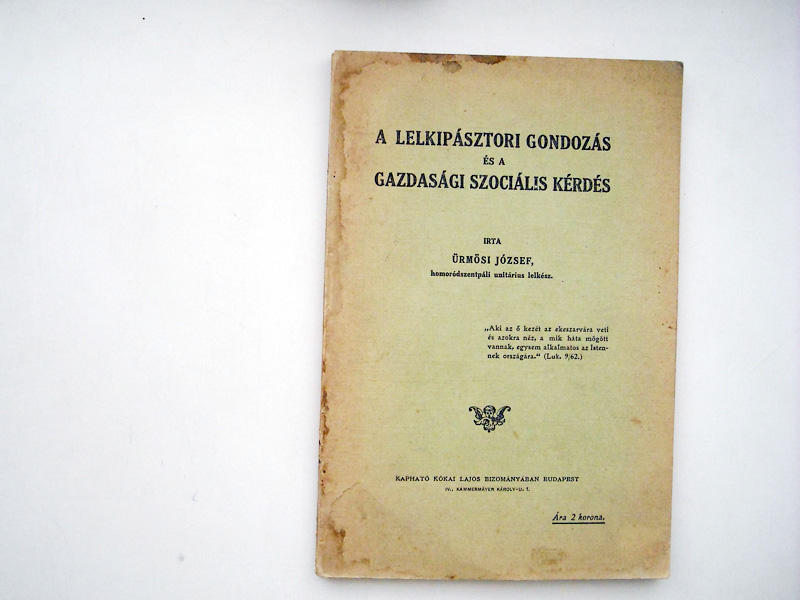 A LELKIPÁSZTORI GONDOZÁS
ÉS A
GAZDASÁGI SZOCIÁLIS KÉRDÉS
IRTA
ÜRMÖSI JÓZSEF,
homoródszentpáli unitárius lelkész.
„Aki az ő kezét az ekeszarvára veti
és azokra néz, a mik háta mögött
vannak, egysem alkalmatos az Isten-
nek országára.“ (Luk. 9/62.)
KAPHATÓ KÓKAI LAJOS BIZOMÁNYÁBAN BUDAPEST
IV., KAMMERMÁYER KÁROLY-U. 1.
Ára 2 korona.